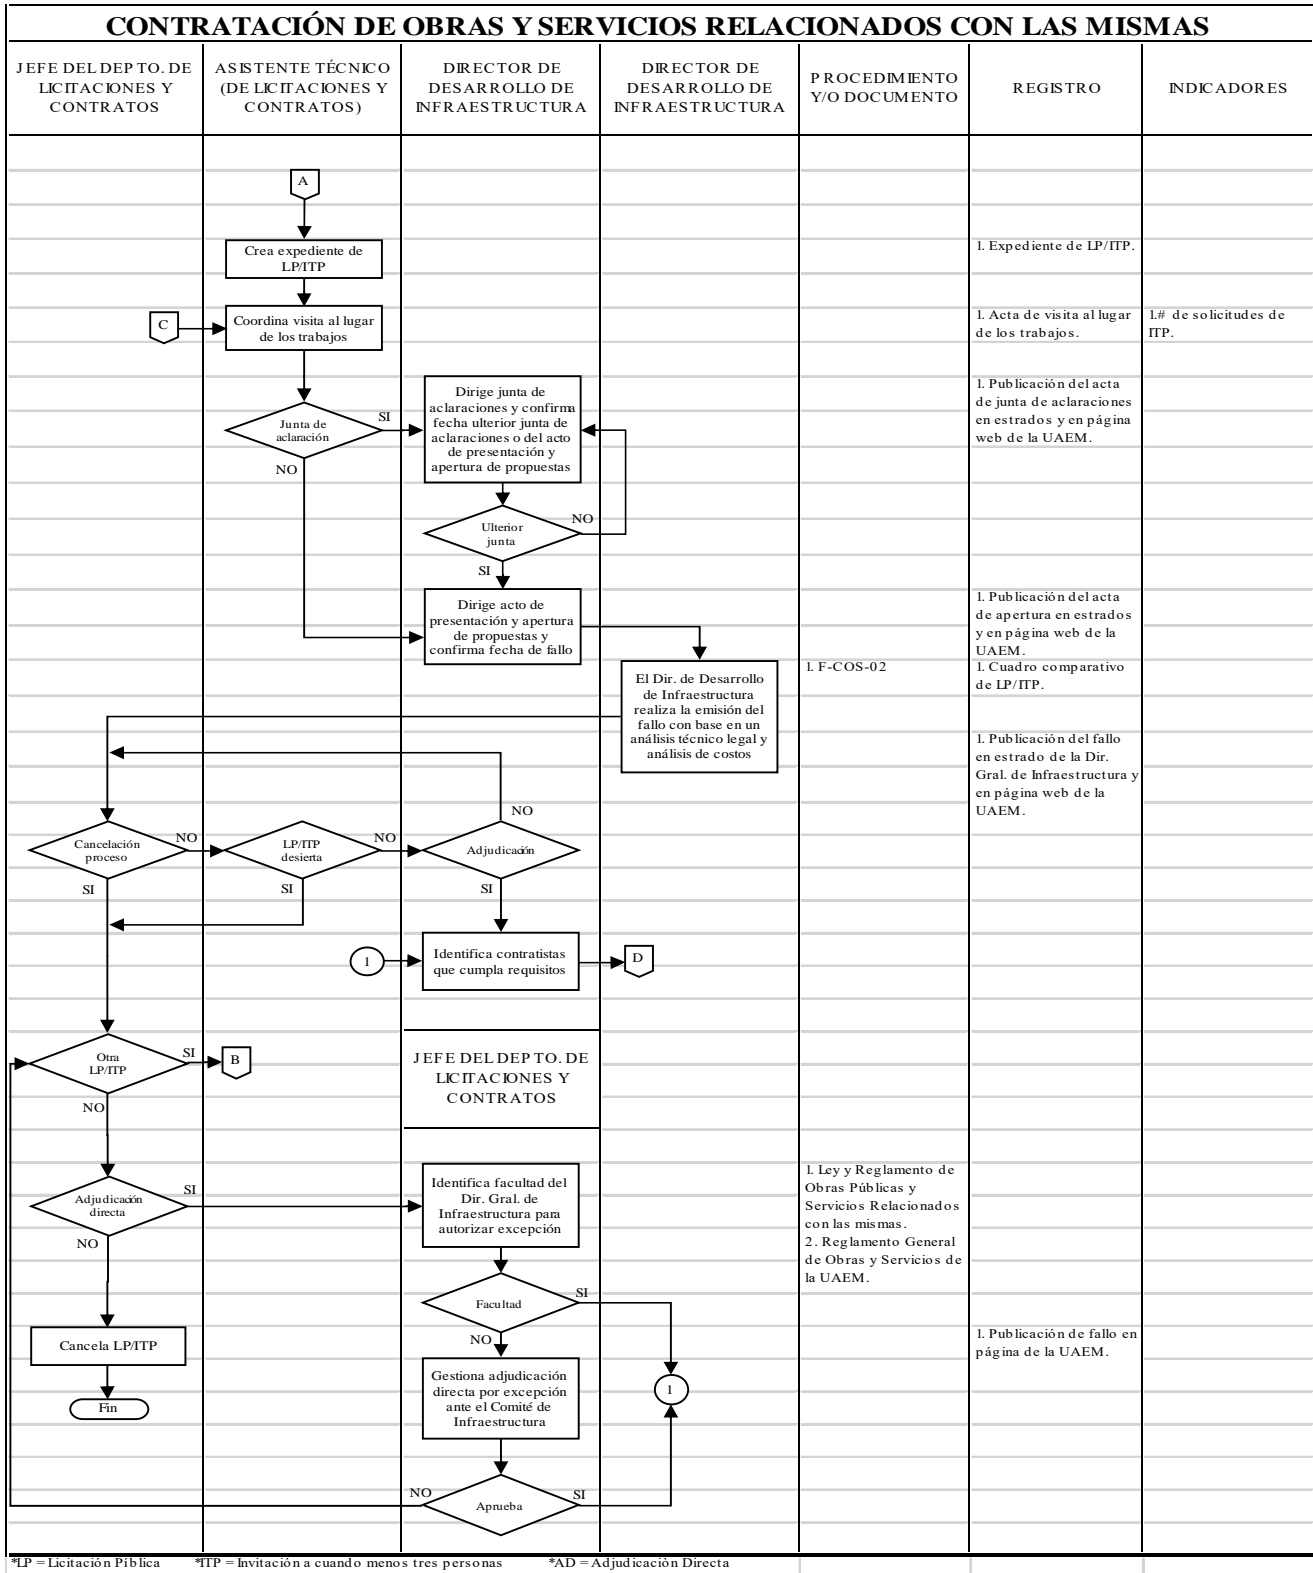 CONTRATACIÓN DE OBRAS Y SERVICIOS RELACIONADOS CON LAS MISMAS
JEFE DEL DEPTO. DE
LICITACIONES Y
CONTRATOS
ASISTENTE TÉCNICO
(DE LICITACIONES Y
CONTRATOS)
DIRECTOR DE
DESARROLLO DE
INFRAESTRUCTURA
DIRECTOR DE
DESARROLLO DE
INFRAESTRUCTURA
PROCEDIMIENTO
Y/O DOCUMENTO
REGISTRO
INDICADORES
A
Crea expediente de
LP/ITP
1. Expediente de LP/ITP.
C
Coordina visita al lugar
de los trabajos
1. Acta de visita al lugar
de los trabajos.
1.# de solicitudes de
ITP.
Junta de
aclaración
SI
NO
Dirige junta de
aclaraciones y confirma
fecha ulterior junta de
aclaraciones o del acto
de presentación y
apertura de propuestas
1. Publicación del acta
de junta de aclaraciones
en estrados y en página
web de la UAEM.
Ulterior
junta
NO
SI
Dirige acto de
presentación y apertura
de propuestas y
confirma fecha de fallo
1. Publicación del acta
de apertura en estrados
y en página web de la
UAEM.
El Dir. de Desarrollo
de Infraestructura
realiza la emisión del
fallo con base en un
análisis técnico legal y
análisis de costos
1. F-COS-02
1. Cuadro comparativo
de LP/ITP.
1. Publicación del fallo
en estrado de la Dir.
Gral. de Infraestructura y
en página web de la
UAEM.
Cancelación
proceso
NO
SI
LP/ITP
desierta
NO
SI
Adjudicación
NO
SI
1
Identifica contratistas
que cumpla requisitos
D
Otra
LP/ITP
SI
NO
B
JEFE DEL DEPTO. DE
LICITACIONES Y
CONTRATOS
Adjudicación
directa
SI
NO
Identifica facultad del
Dir. Gral. de
Infraestructura para
autorizar excepción
1. Ley y Reglamento de
Obras Públicas y
Servicios Relacionados
con las mismas.
2. Reglamento General
de Obras y Servicios de
la UAEM.
Facultad
SI
NO
Cancela LP/ITP
1. Publicación de fallo en
página de la UAEM.
Fin
Gestiona adjudicación
directa por excepción
ante el Comité de
Infraestructura
1
Aprueba
NO
SI
*LP = Licitación Píblica
*ITP = Invitación a cuando menos tres personas
*AD = Adjudicaciòn Directa